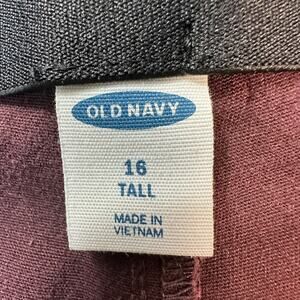 OLD NAVY
16
TALL
MADE IN
VIETNAM